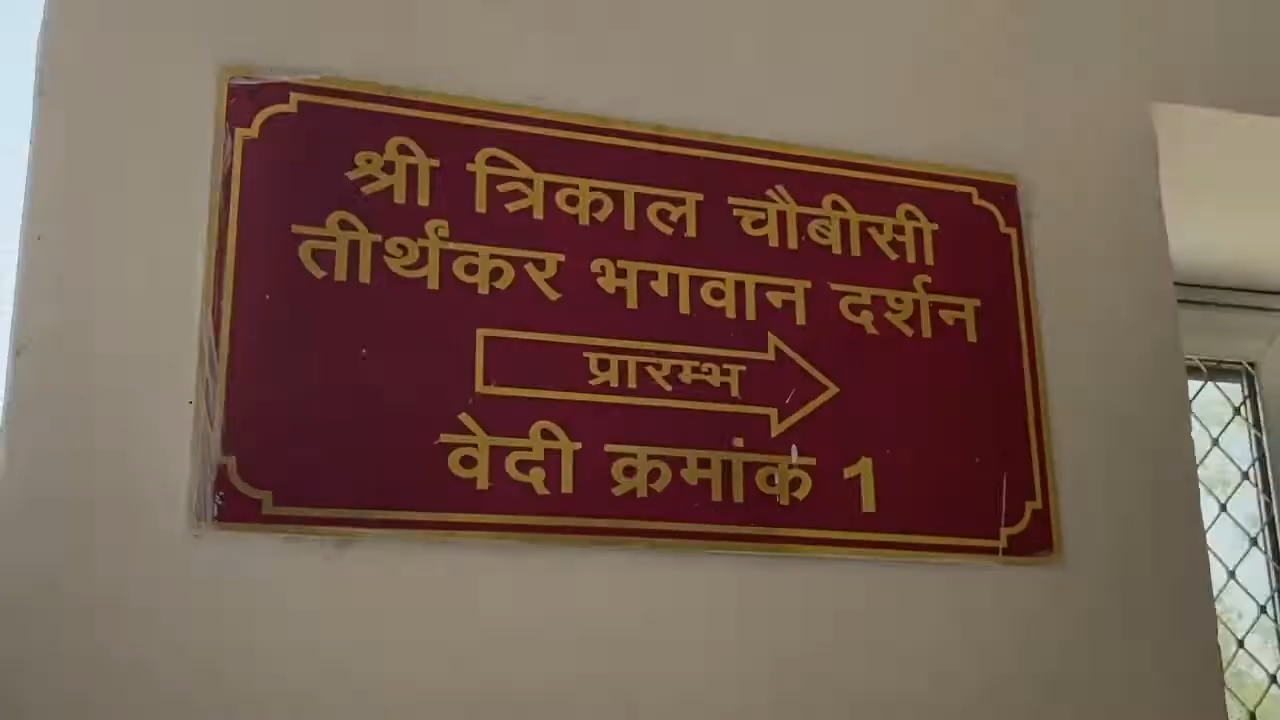 श्री त्रिकाल चौबीसी
तीर्थंकर भगवान दर्शन
प्रारम्भ
वेदी क्रमांक 1